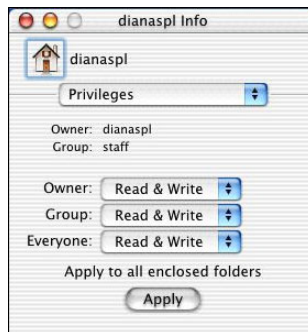 dianaspl Info
dianaspl
Privileges
Owner: dianaspl
Group: staff
Owner: Read & Write
Group: Read & Write
Everyone: Read & Write
Apply to all enclosed folders
Apply